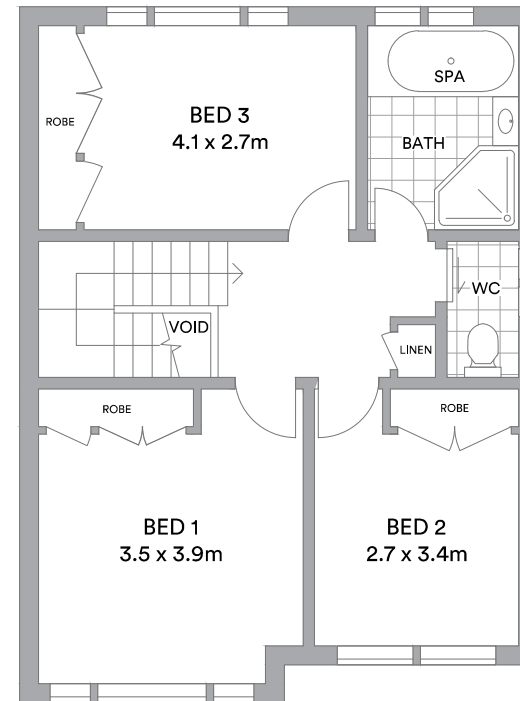 SPA
ROBE
BED 3
4.1 x 2.7m
BATH
WC
VOID
LINEN
ROBE
ROBE
BED 1
3.5 x 3.9m
BED 2
2.7 x 3.4m